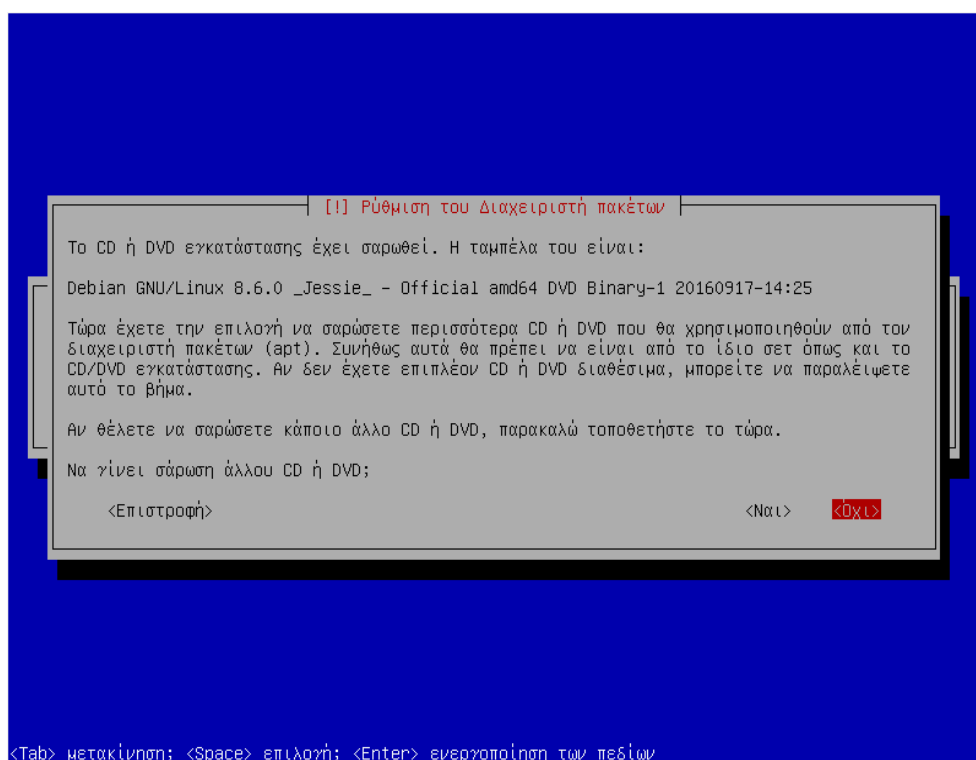 [!] Ρύθμιση του Διαχειριστή πακέτων
Το CD ή DVD εγκατάστασης έχει σαρωθεί. Η ταμπέλα του είναι:
Debian GNU/Linux 8.6.0 _Jessie_ - Official amd64 DVD Binary-1 20160917-14:25
Τώρα έχετε την επιλογή να σαρώσετε περισσότερα CD ή DVD που θα χρησιμοποιηθούν από τον
διαχειριστή πακέτων (apt). Συνήθως αυτά θα πρέπει να είναι από το ίδιο σετ όπως και το
CD/DVD εγκατάστασης. Αν δεν έχετε επιπλέον CD ή DVD διαθέσιμα, μπορείτε να παραλέιψετε
αυτό το βήμα.
Αν θέλετε να σαρώσετε κάποιο άλλο CD ή DVD, παρακαλώ τοποθετήστε το τώρα.
Να γίνει σάρωση άλλου CD ή DVD;
<Επιστροφή> <Ναι> <Όχι>
<Tab> μετακίνηση; <Space> επιλογή; <Enter> ενεργοποίηση των πεδίων